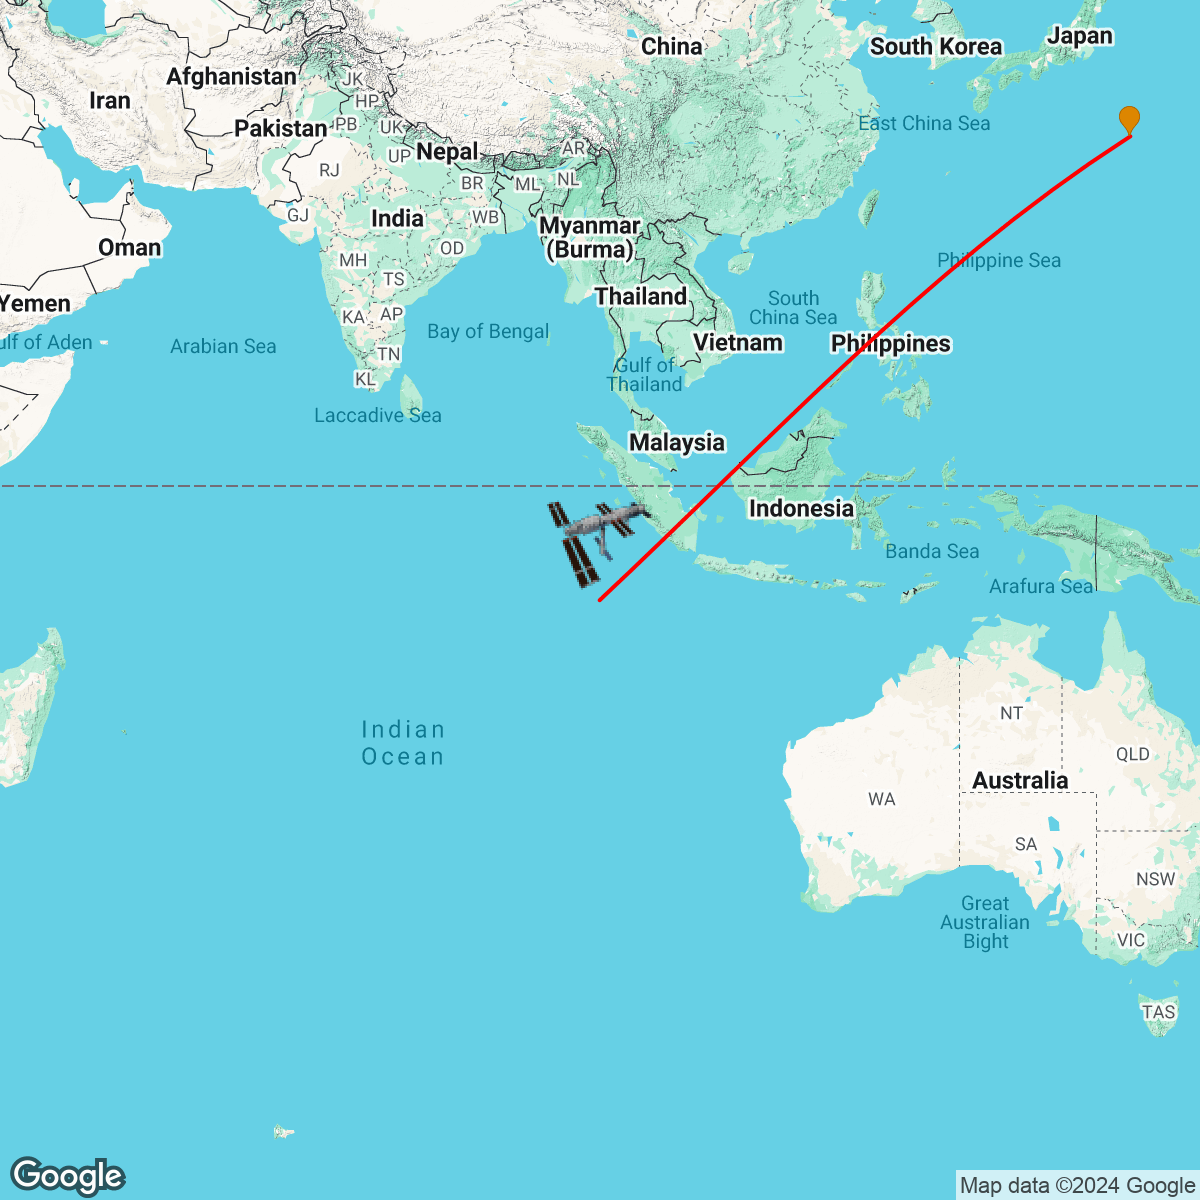 China
South Korea
Japan
Afghanistan
JK
Iran
HP
East China Sea
Pakistan
PB
UK
Nepal
AR
UP
RJ
BR
ML
NL
GJ
India
WB
Myanmar
(Burma)
Oman
OD
MH
Philippine Sea
TS
Yemen
Thailand
South
China Sea
KA
AP
Bay of Bengal
ulf of Aden
Arabian Sea
Vietnam
Philippines
TN
Gulf of
Thailand
KL
Laccadive Sea
Malaysia
Indonesia
Banda Sea
Arafura Sea
Indian
Ocean
NT
QLD
Australia
WA
SA
NSW
Great
Australian
Bight
VIC
TAS
Google
Map data ©2024 Google